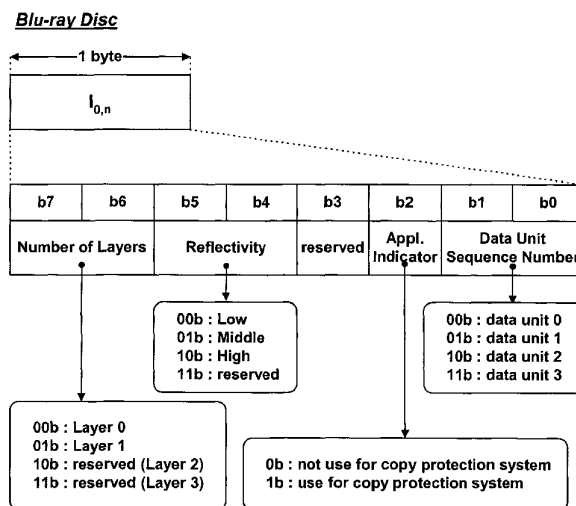 Blu-ray Disc
1 byte
i0,n
b7 b6 b5 b4 b3 b2 b1 b0
Number of Layers Reflectivity reserved Appl. Indicator Data Unit Sequence Number
00b : Low
01b : Middle
10b : High
11b : reserved
00b : data unit 0
01b : data unit 1
10b : data unit 2
11b : data unit 3
00b : Layer 0
01b : Layer 1
10b : reserved (Layer 2)
11b : reserved (Layer 3)
0b : not use for copy protection system
1b : use for copy protection system